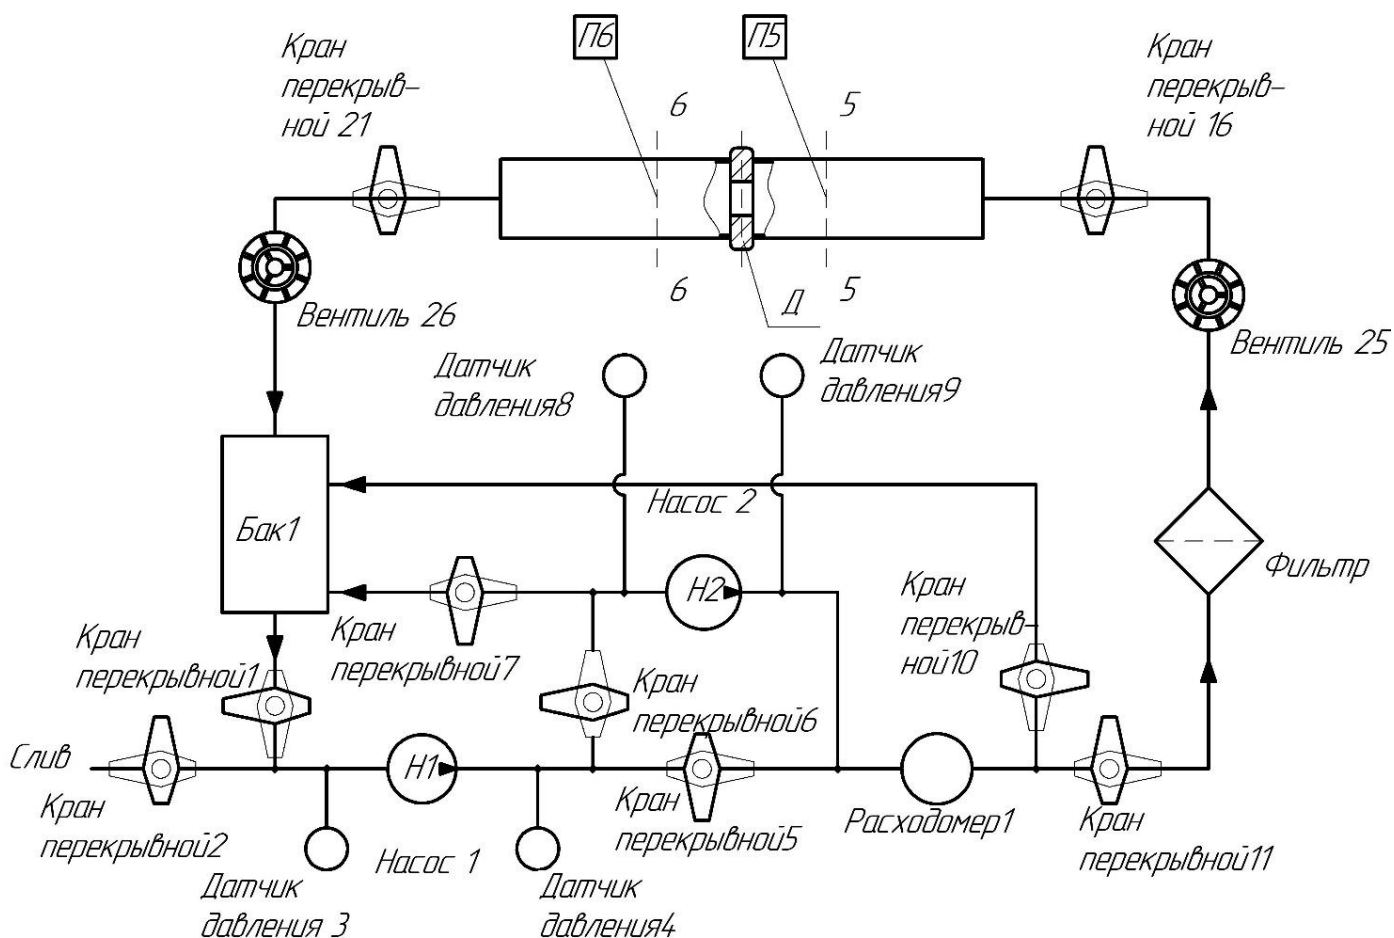 Кран
перекрыв-
ной 21
П6
П5
Кран
перекрыв-
ной 16
6
5
6
5
Д
Вентиль 26
Вентиль 25
Датчик
давления8
Датчик
давления9
Насос 2
Бак1
Н2
Фильтр
Кран
перекрыв-
ной10
Кран
перекрывной1
Кран
перекрывной7
Кран
перекрывной6
Слив
Н1
Кран
перекрывной2
Насос 1
Кран
перекрывной5
Расходомер1
Кран
перекрывной11
Датчик
давления 3
Датчик
давления4